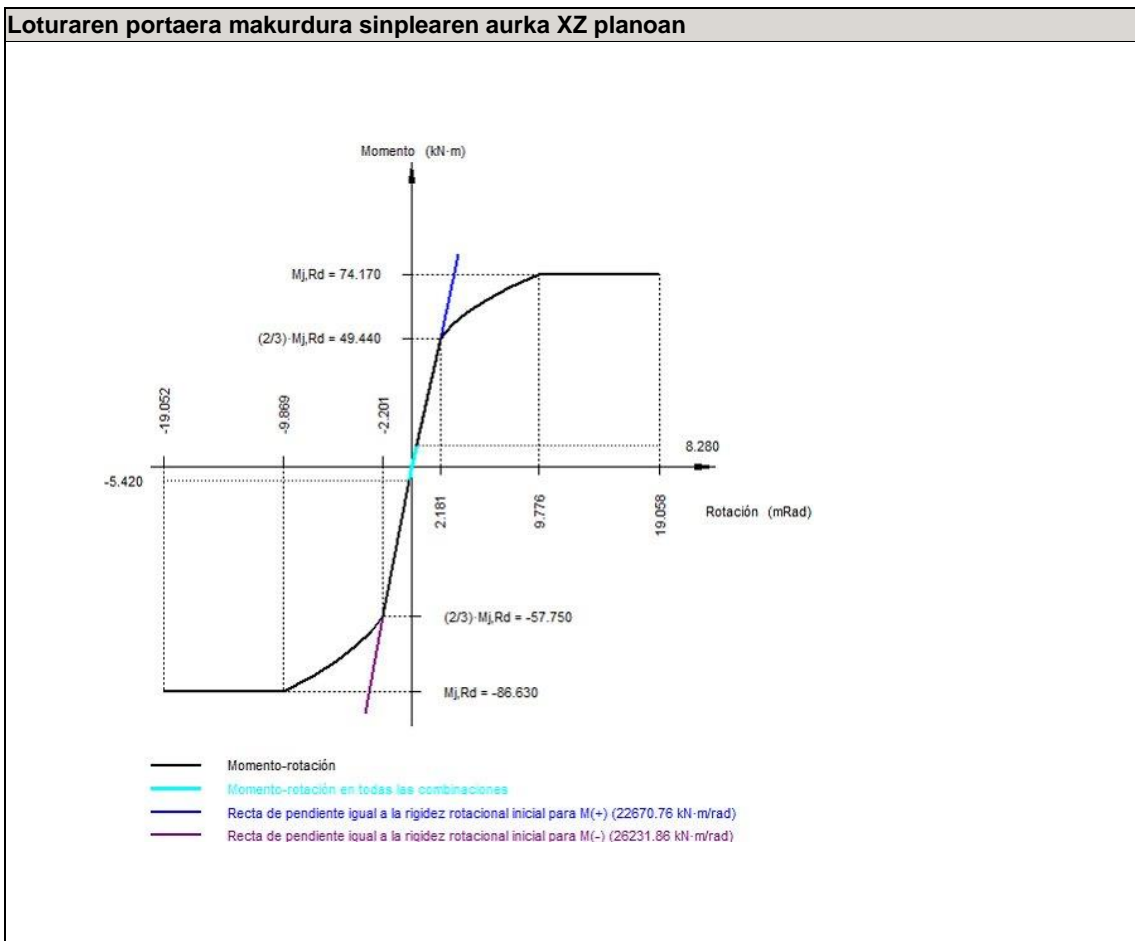 Loturaren portaera makurdura sinplearen aurka XZ planoan
Momento (kN·m)
Mj,Rd = 74.170
(2/3)·Mj,Rd = 49.440
-19.052
-9.869
-2.201
8.280
-5.420
2.181
9.776
19.058
Rotación (mRad)
(2/3)·Mj,Rd = -57.750
Mj,Rd = -86.630
Momento-rotación
Momento-rotación en todas las combinaciones
Recta de pendiente igual a la rigidez rotacional inicial para M(+) (22670.76 kN·m/rad)
Recta de pendiente igual a la rigidez rotacional inicial para M(-) (26231.86 kN·m/rad)